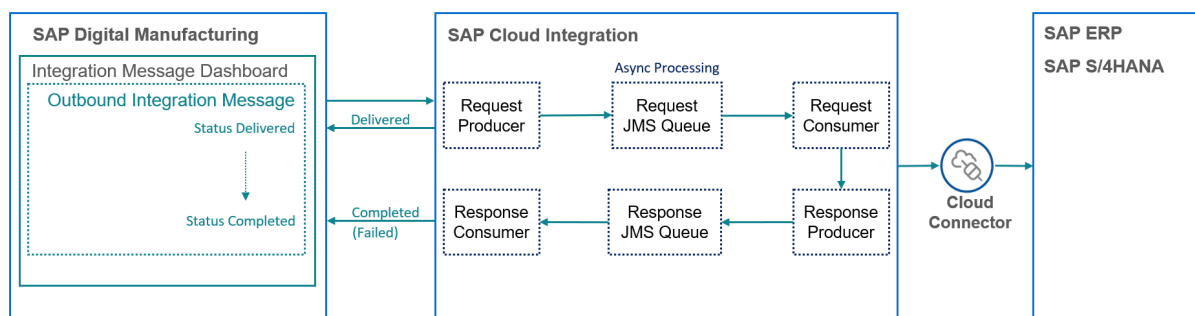 SAP Digital Manufacturing
Integration Message Dashboard
Outbound Integration Message
Status Delivered
Status Completed
Delivered
Completed
(Failed)
SAP Cloud Integration
Async Processing
Request
Producer
Request
JMS Queue
Request
Consumer
Response
Consumer
Response
JMS Queue
Response
Producer
Cloud
Connector
SAP ERP
SAP S/4HANA